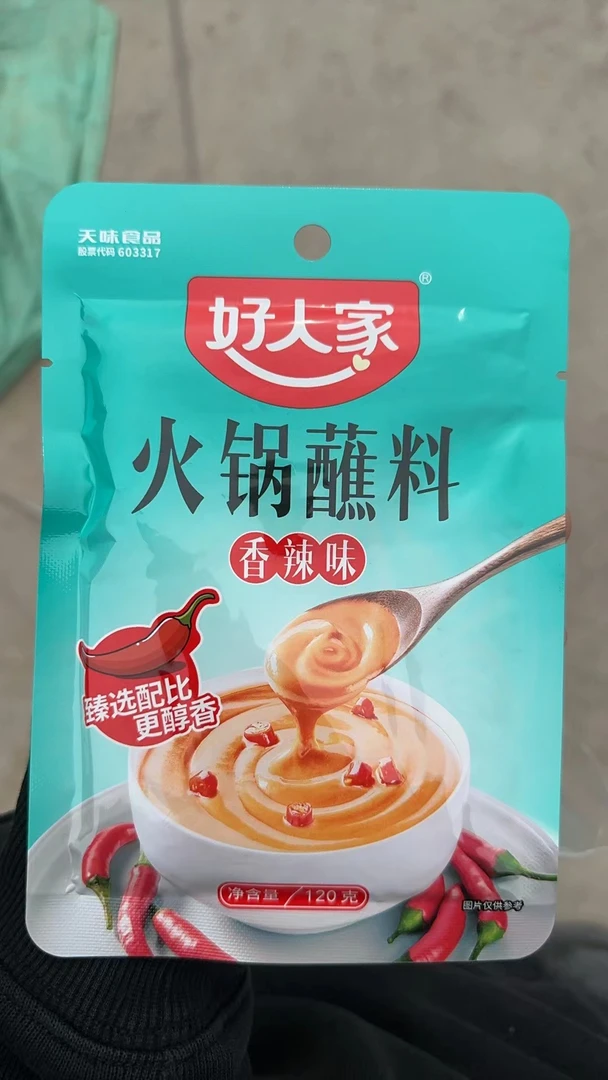 天味食品
股票代码 603317
好人家®
火锅蘸料
香辣味
臻选配比
更醇香
净含量/120克
图片仅供参考